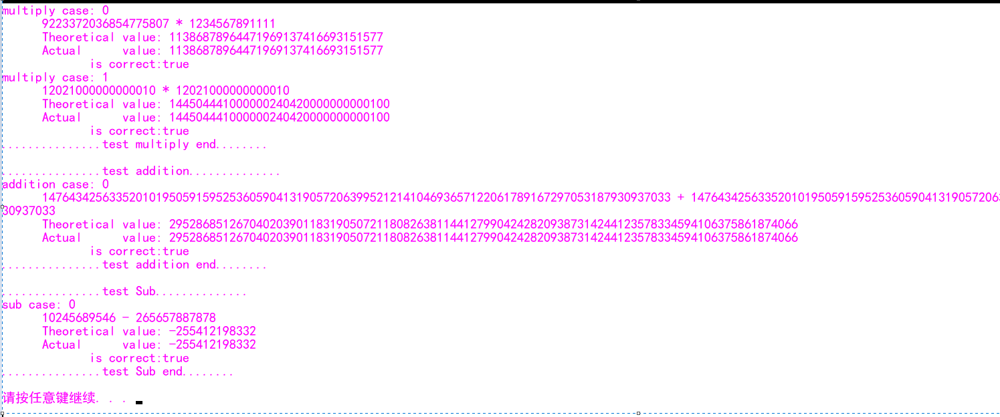 multiply case: 0
9223372036854775807 * 1234567891111
Theoretical value: 11386878964471969137416693151577
Actual      value: 11386878964471969137416693151577
is correct:true
multiply case: 1
12021000000000010 * 12021000000000010
Theoretical value: 144504441000000240420000000000100
Actual      value: 144504441000000240420000000000100
is correct:true
...............test multiply end........
...............test addition..............
addition case: 0
14764342563352010195059159525360590413190572063995212141046936571220617891672970531879309​37033 + 14764342563352010195059159525360590413190572063
30937033
Theoretical value: 2952868512670402039011831905072118082638114412799042428209387314244123578334594106375861874066
Actual      value: 2952868512670402039011831905072118082638114412799042428209387314244123578334594106375861874066
is correct:true
...............test addition end........
...............test Sub..............
sub case: 0
10245689546 - 265657887878
Theoretical value: -255412198332
Actual      value: -255412198332
is correct:true
...............test Sub end........
请按任意键继续. . .